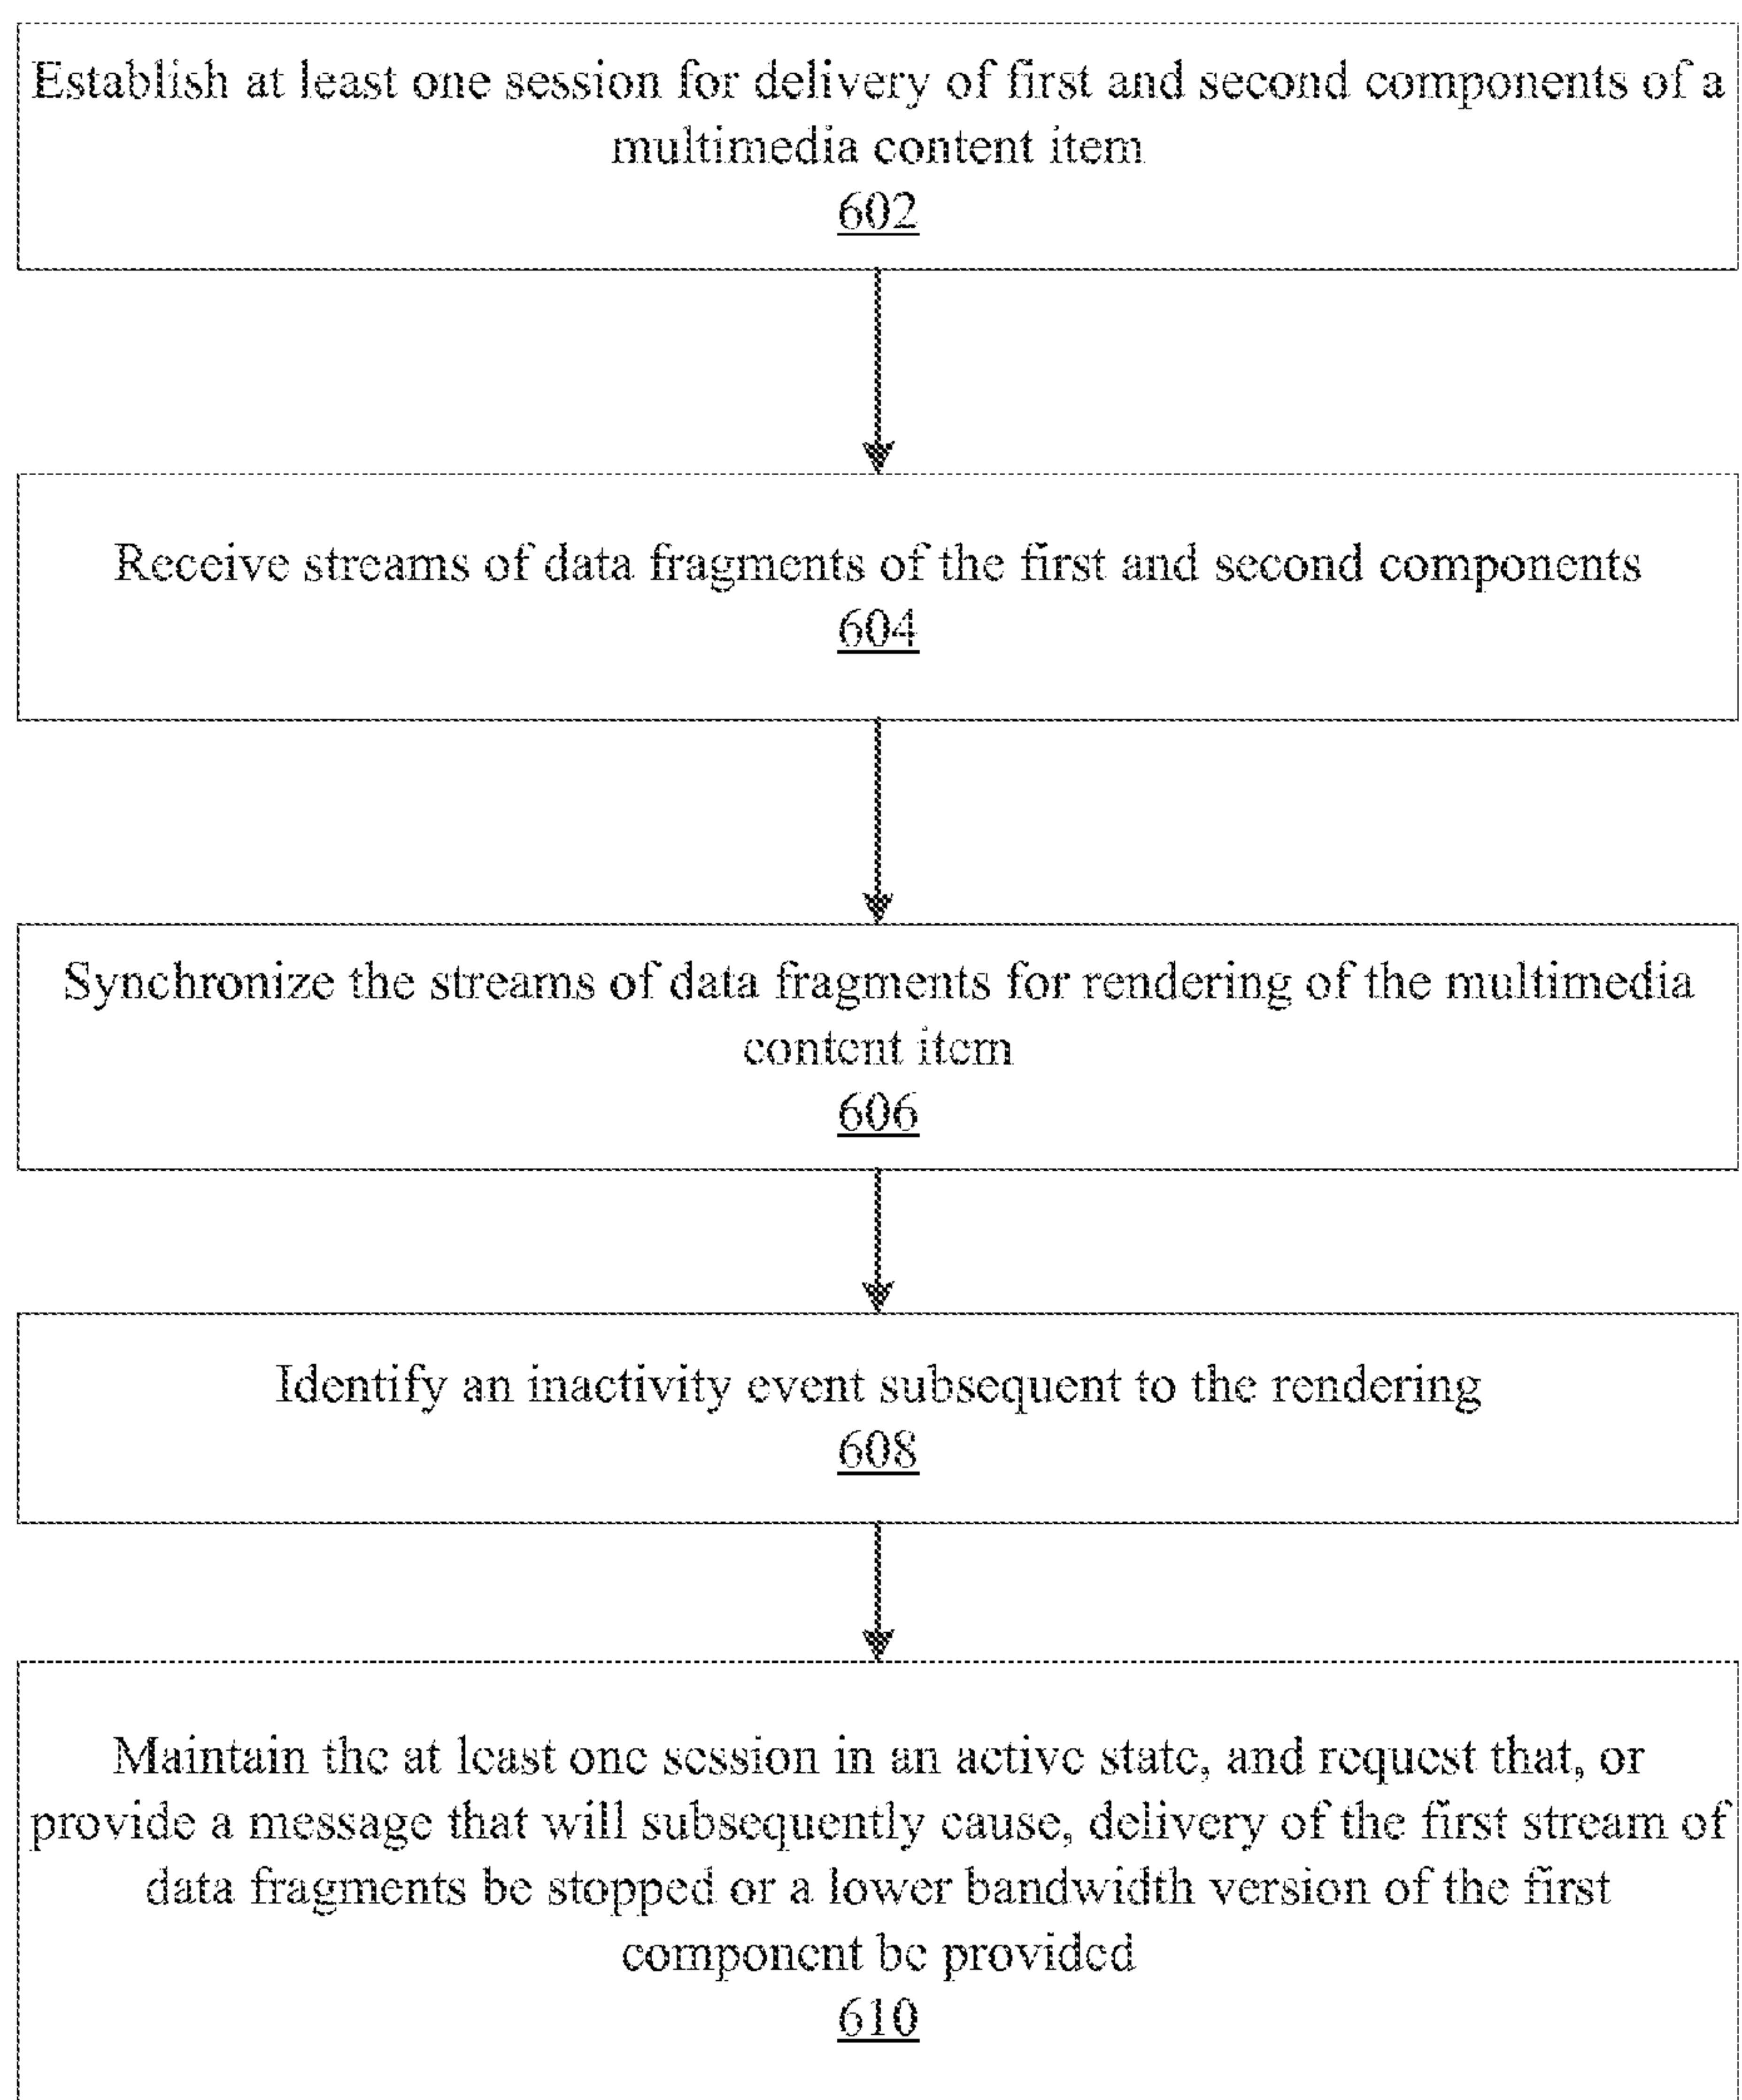 Establish at least one session for delivery of first and second components of a
multimedia content item
602
Receive streams of data fragments of the first and second components
604
Synchronize the streams of data fragments for rendering of the multimedia
content item
606
Identify an inactivity event subsequent to the rendering
608
Maintain the at least one session in an active state, and request that, or
provide a message that will subsequently cause, delivery of the first stream of
data fragments be stopped or a lower bandwidth version of the first
component be provided
610